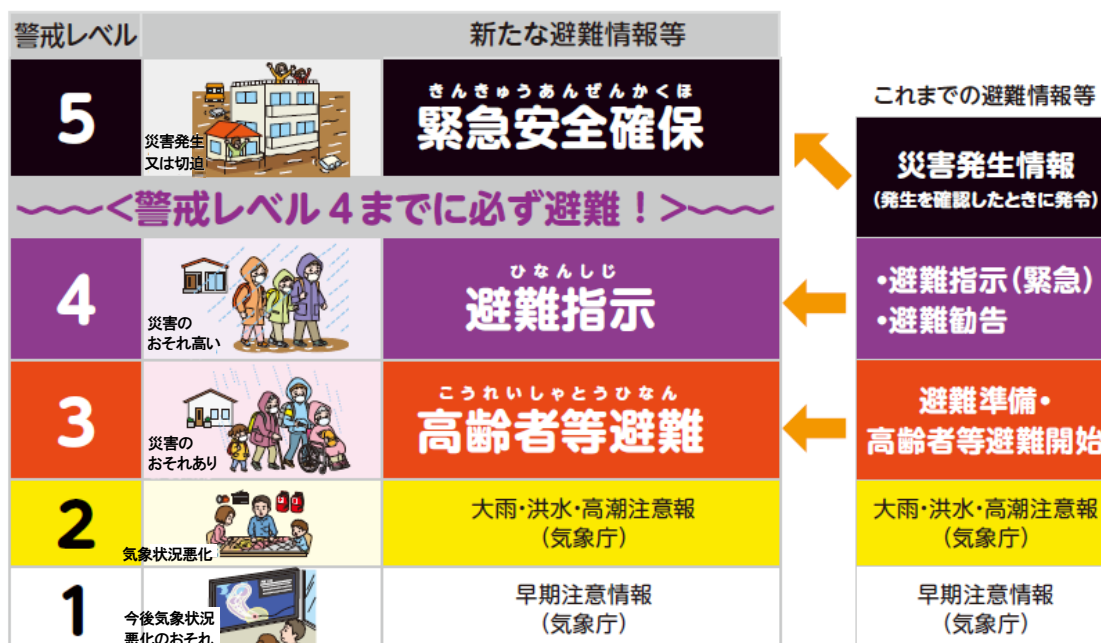 警戒レベル
新たな避難情報等
5
災害発生
又は切迫
きんきゅうあんぜんかくほ
緊急安全確保
〜〜〜<警戒レベル4までに必ず避難！>〜〜〜
4
災害の
おそれ高い
ひなんしじ
避難指示
3
災害の
おそれあり
こうれいしゃとうひなん
高齢者等避難
2
気象状況悪化
大雨・洪水・高潮注意報
(気象庁)
1
今後気象状況
悪化のおそれ
早期注意情報
(気象庁)
これまでの避難情報等
災害発生情報
(発生を確認したときに発令)
・避難指示(緊急)
・避難勧告
避難準備・
高齢者等避難開始
大雨・洪水・高潮注意報
(気象庁)
早期注意情報
(気象庁)